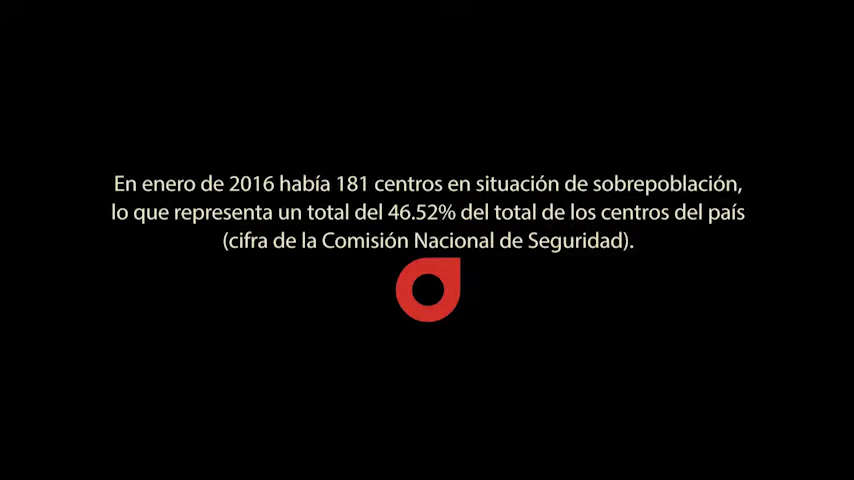 En enero de 2016 había 181 centros en situación de sobrepoblación,
lo que representa un total del 46.52% del total de los centros del país
(cifra de la Comisión Nacional de Seguridad).